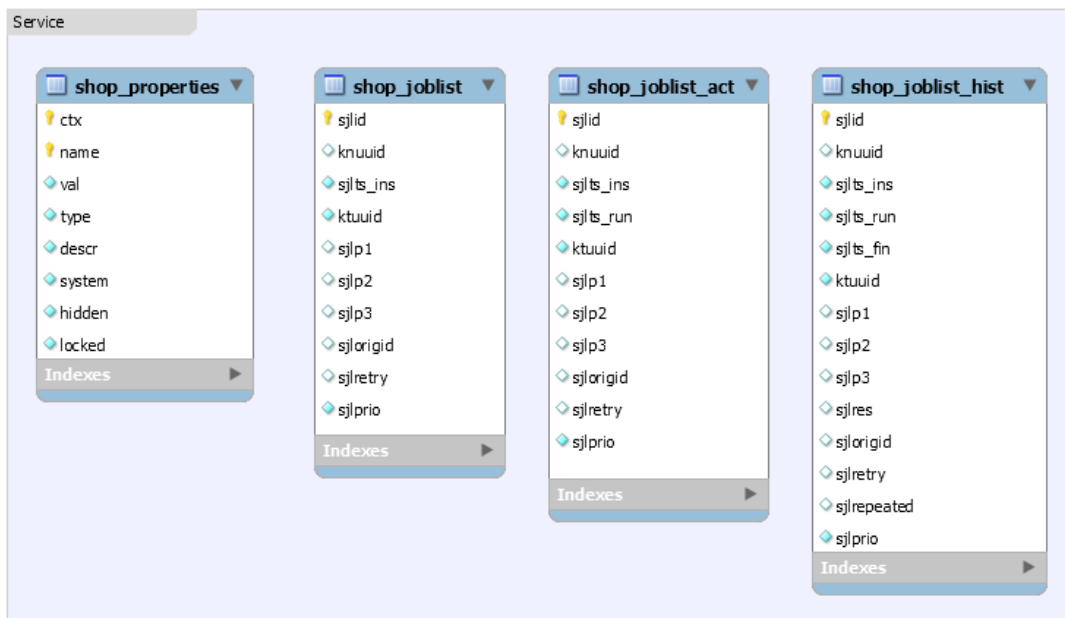 Service
shop_properties
ctx
name
val
type
descr
system
hidden
locked
Indexes
shop_joblist
sjlid
knuuid
sjlts_ins
ktuuid
sjlp1
sjlp2
sjlp3
sjlorigid
sjlretry
sjlprio
Indexes
shop_joblist_act
sjlid
knuuid
sjlts_ins
sjlts_run
ktuuid
sjlp1
sjlp2
sjlp3
sjlorigid
sjlretry
sjlprio
Indexes
shop_joblist_hist
sjlid
knuuid
sjlts_ins
sjlts_run
sjlts_fin
ktuuid
sjlp1
sjlp2
sjlp3
sjlres
sjlorigid
sjlretry
sjlrepeated
sjlprio
Indexes